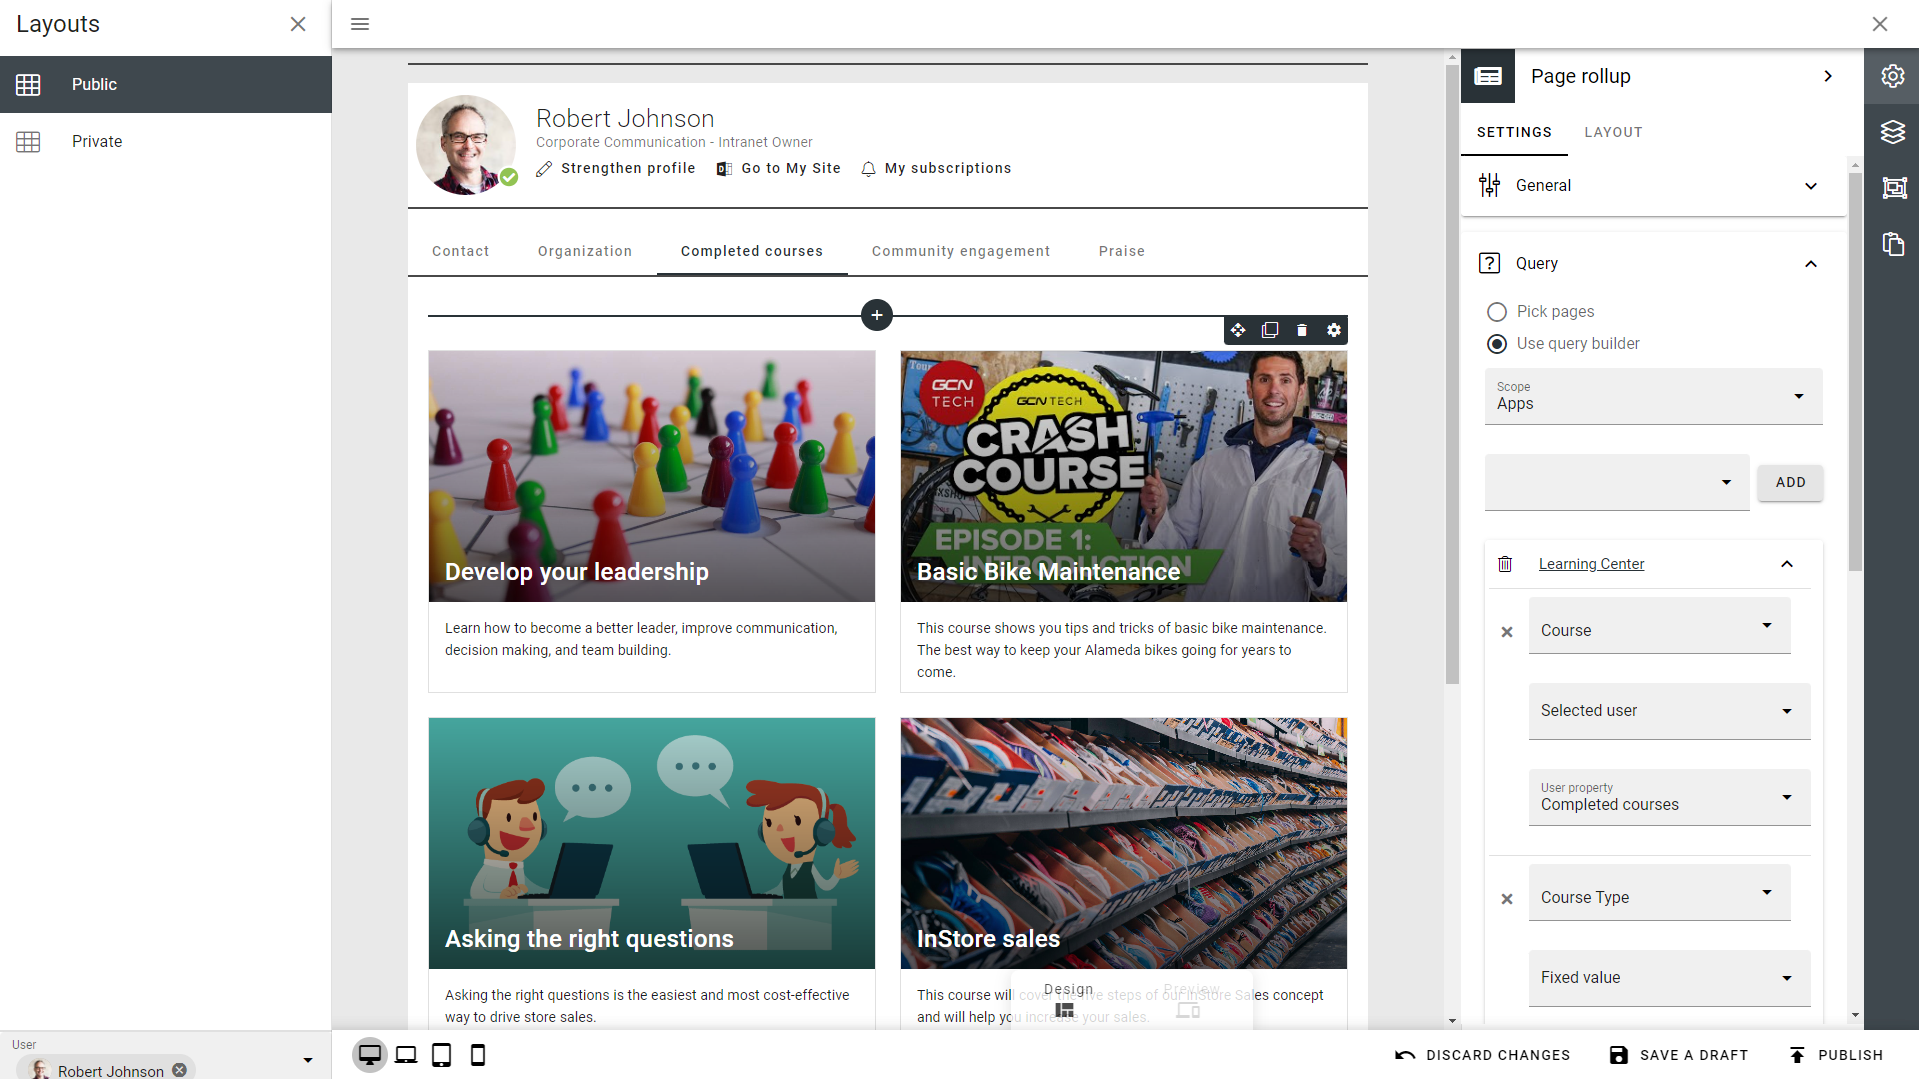 Layouts
Public
Private
Robert Johnson
Corporate Communication - Intranet Owner
Strengthen profile
Go to My Site
My subscriptions
Contact
Organization
Completed courses
Community engagement
Praise
GCN
TECH
GCN TECH
CRASH
COURSE
EPISODE 1:
INTRODUCTION
Develop your leadership
Basic Bike Maintenance
Learn how to become a better leader, improve communication,
decision making, and team building.
This course shows you tips and tricks of basic bike maintenance.
The best way to keep your Alameda bikes going for years to
come.
Asking the right questions
InStore sales
Asking the right questions is the easiest and most cost-effective
way to drive store sales.
This course will cover the five steps of our InStore Sales concept
and will help you increase your sales.
Design
Preview
Page rollup
SETTINGS
LAYOUT
General
Query
Pick pages
Use query builder
Scope
Apps
ADD
Learning Center
Course
Selected user
User property
Completed courses
Course Type
Fixed value
User
Robert Johnson
DISCARD CHANGES
SAVE A DRAFT
PUBLISH